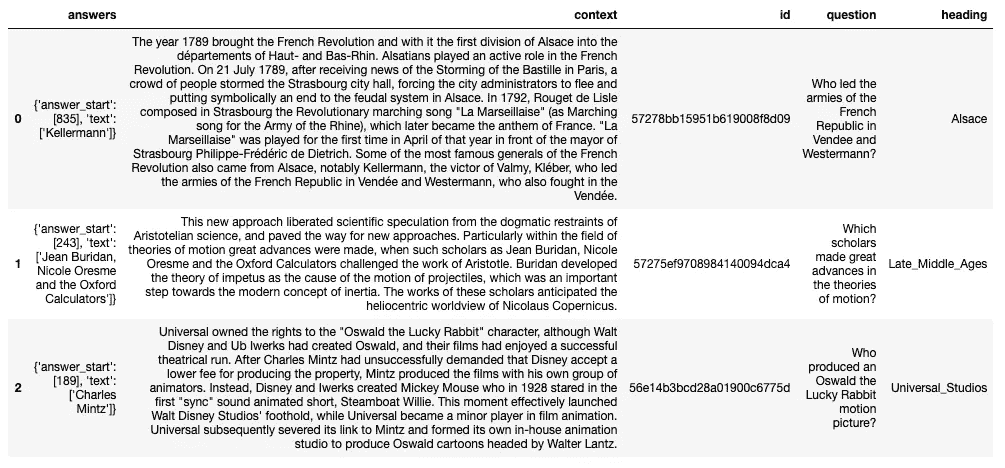 answers context id question heading
0 {'answer_start': [835], 'text': ['Kellermann']}
The year 1789 brought the French Revolution and with it the first division of Alsace into the
départements of Haut- and Bas-Rhin. Alsatians played an active role in the French
Revolution. On 21 July 1789, after receiving news of the Storming of the Bastille in Paris, a
crowd of people stormed the Strasbourg city hall, forcing the city administrators to flee and
putting symbolically an end to the feudal system in Alsace. In 1792, Rouget de Lisle
composed in Strasbourg the Revolutionary marching song "La Marseillaise" (as Marching
song for the Army of the Rhine), which later became the anthem of France. "La
Marseillaise" was played for the first time in April of that year in front of the mayor of
Strasbourg Philippe-Frédéric de Dietrich. Some of the most famous generals of the French
Revolution also came from Alsace, notably Kellermann, the victor of Valmy, Kléber, who led
the armies of the French Republic in Vendée and Westermann, who also fought in the
Vendée.
57278bb15951b619008f8d09
Who led the
armies of the
French
Republic in
Vendee and
Westermann?
Alsace
1
{'answer_start':
[243], 'text':
['Jean Buridan,
Nicole Oresme
and the Oxford
Calculators']}
This new approach liberated scientific speculation from the dogmatic restraints of
Aristotelian science, and paved the way for new approaches. Particularly within the field of
theories of motion great advances were made, when such scholars as Jean Buridan, Nicole
Oresme and the Oxford Calculators challenged the work of Aristotle. Buridan developed
the theory of impetus as the cause of the motion of projectiles, which was an important
step towards the modern concept of inertia. The works of these scholars anticipated the
heliocentric worldview of Nicolaus Copernicus.
57275ef9708984140094dca4
Which
scholars
made great
advances in
the theories
of motion?
Late_Middle_Ages
2
{'answer_start':
[189], 'text':
['Charles
Mintz']}
Universal owned the rights to the "Oswald the Lucky Rabbit" character, although Walt
Disney and Ub Iwerks had created Oswald, and their films had enjoyed a successful
theatrical run. After Charles Mintz had unsuccessfully demanded that Disney accept a
lower fee for producing the property, Mintz produced the films with his own group of
animators. Instead, Disney and Iwerks created Mickey Mouse who in 1928 stared in the
first "sync" sound animated short, Steamboat Willie. This moment effectively launched
Walt Disney Studios' foothold, while Universal became a minor player in film animation.
Universal subsequently severed its link to Mintz and formed its own in-house animation
studio to produce Oswald cartoons headed by Walter Lantz.
56e14b3bcd28a01900c6775d
Who
produced an
Oswald the
Lucky Rabbit
motion
picture?
Universal_Studios